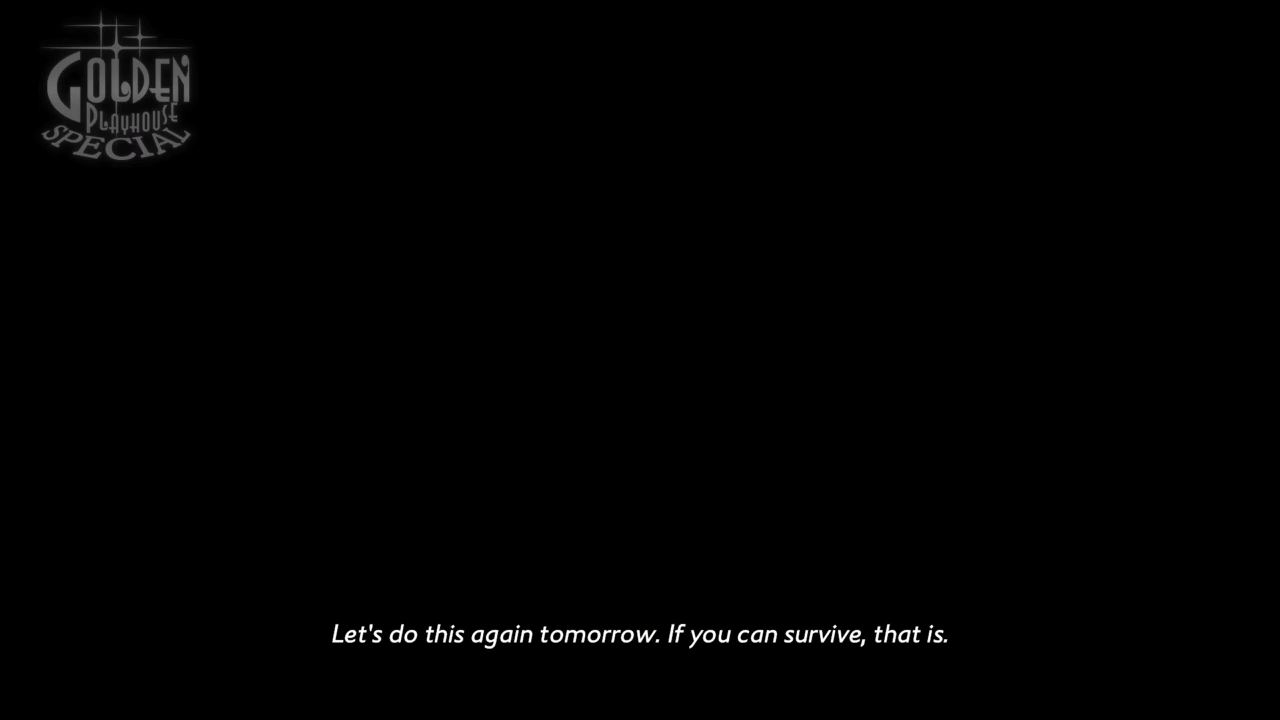 GOLDEN
PLAYHOUSE
SPECIAL
Let's do this again tomorrow. If you can survive, that is.